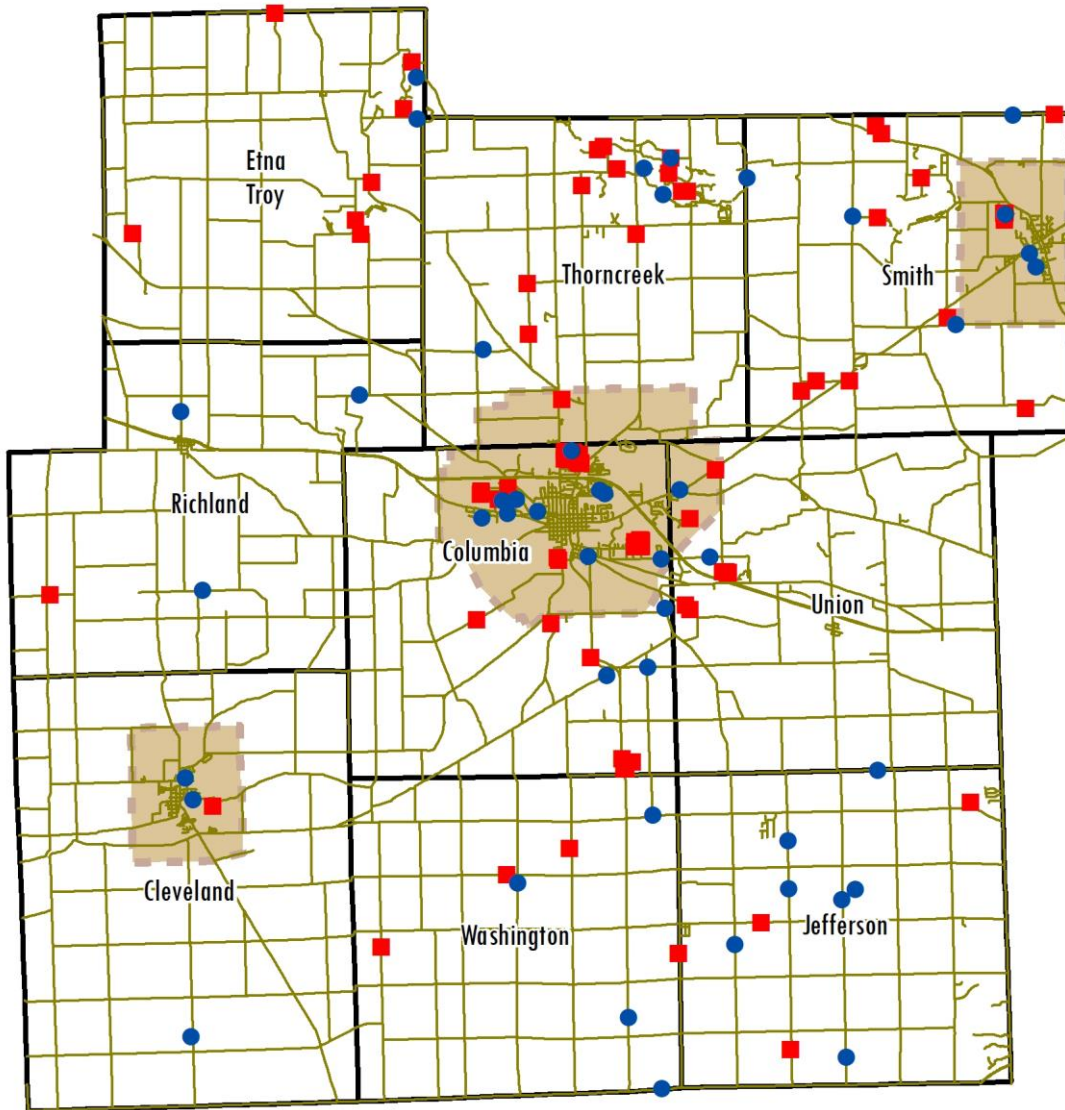 Etna
Troy
Thorncreek
Smith
Richland
Columbia
Union
Cleveland
Washington
Jefferson